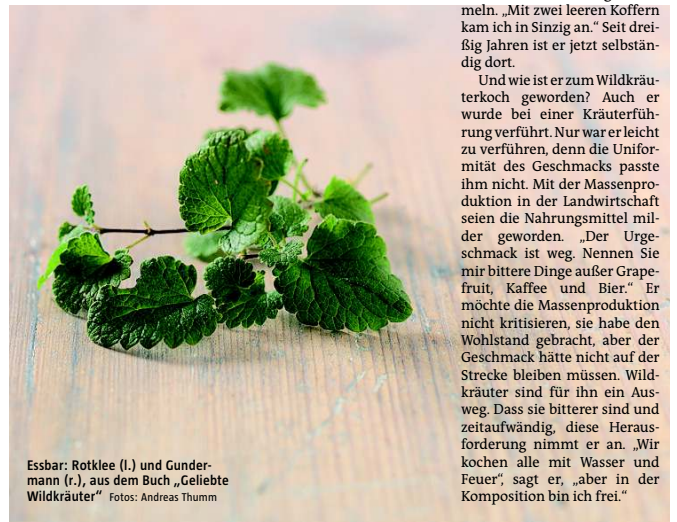 meln. „Mit zwei leeren Koffern
kam ich in Sinzig an.“ Seit drei-
ßig Jahren ist er jetzt selbstän-
dig dort.
Und wie ist er zum Wildkräu-
terkoch geworden? Auch er
wurde bei einer Kräuterfüh-
rung verführt. Nur war er leicht
zu verführen, denn die Unifor-
mität des Geschmacks passte
ihm nicht. Mit der Massenpro-
duktion in der Landwirtschaft
seien die Nahrungsmittel mil-
der geworden. „Der Urge-
schmack ist weg. Nennen Sie
mir bittere Dinge außer Grape-
fruit, Kaffee und Bier.“ Er
möchte die Massenproduktion
nicht kritisieren, sie habe den
Wohlstand gebracht, aber der
Geschmack hätte nicht auf der
Strecke bleiben müssen. Wild-
kräuter sind für ihn ein Aus-
weg. Dass sie bitterer sind und
zeitaufwändig, diese Heraus-
forderung nimmt er an. „Wir
kochen alle mit Wasser und
Feuer“, sagt er, „aber in der
Komposition bin ich frei.“
Essbar: Rotklee (l.) und Gunder-
mann (r.), aus dem Buch „Geliebte
Wildkräuter“ Fotos: Andreas Thumm